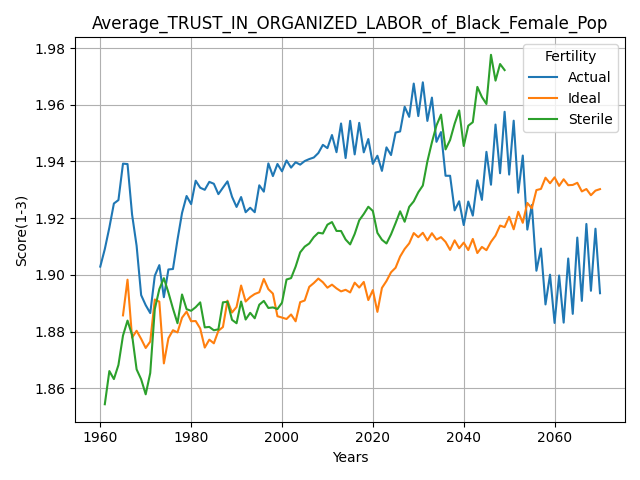 Average_TRUST_IN_ORGANIZED_LABOR_of_Black_Female_Pop
Fertility
Actual
Ideal
Sterile
Score(1-3)
1.98
1.96
1.94
1.92
1.90
1.88
1.86
1960
1980
2000
2020
2040
2060
Years